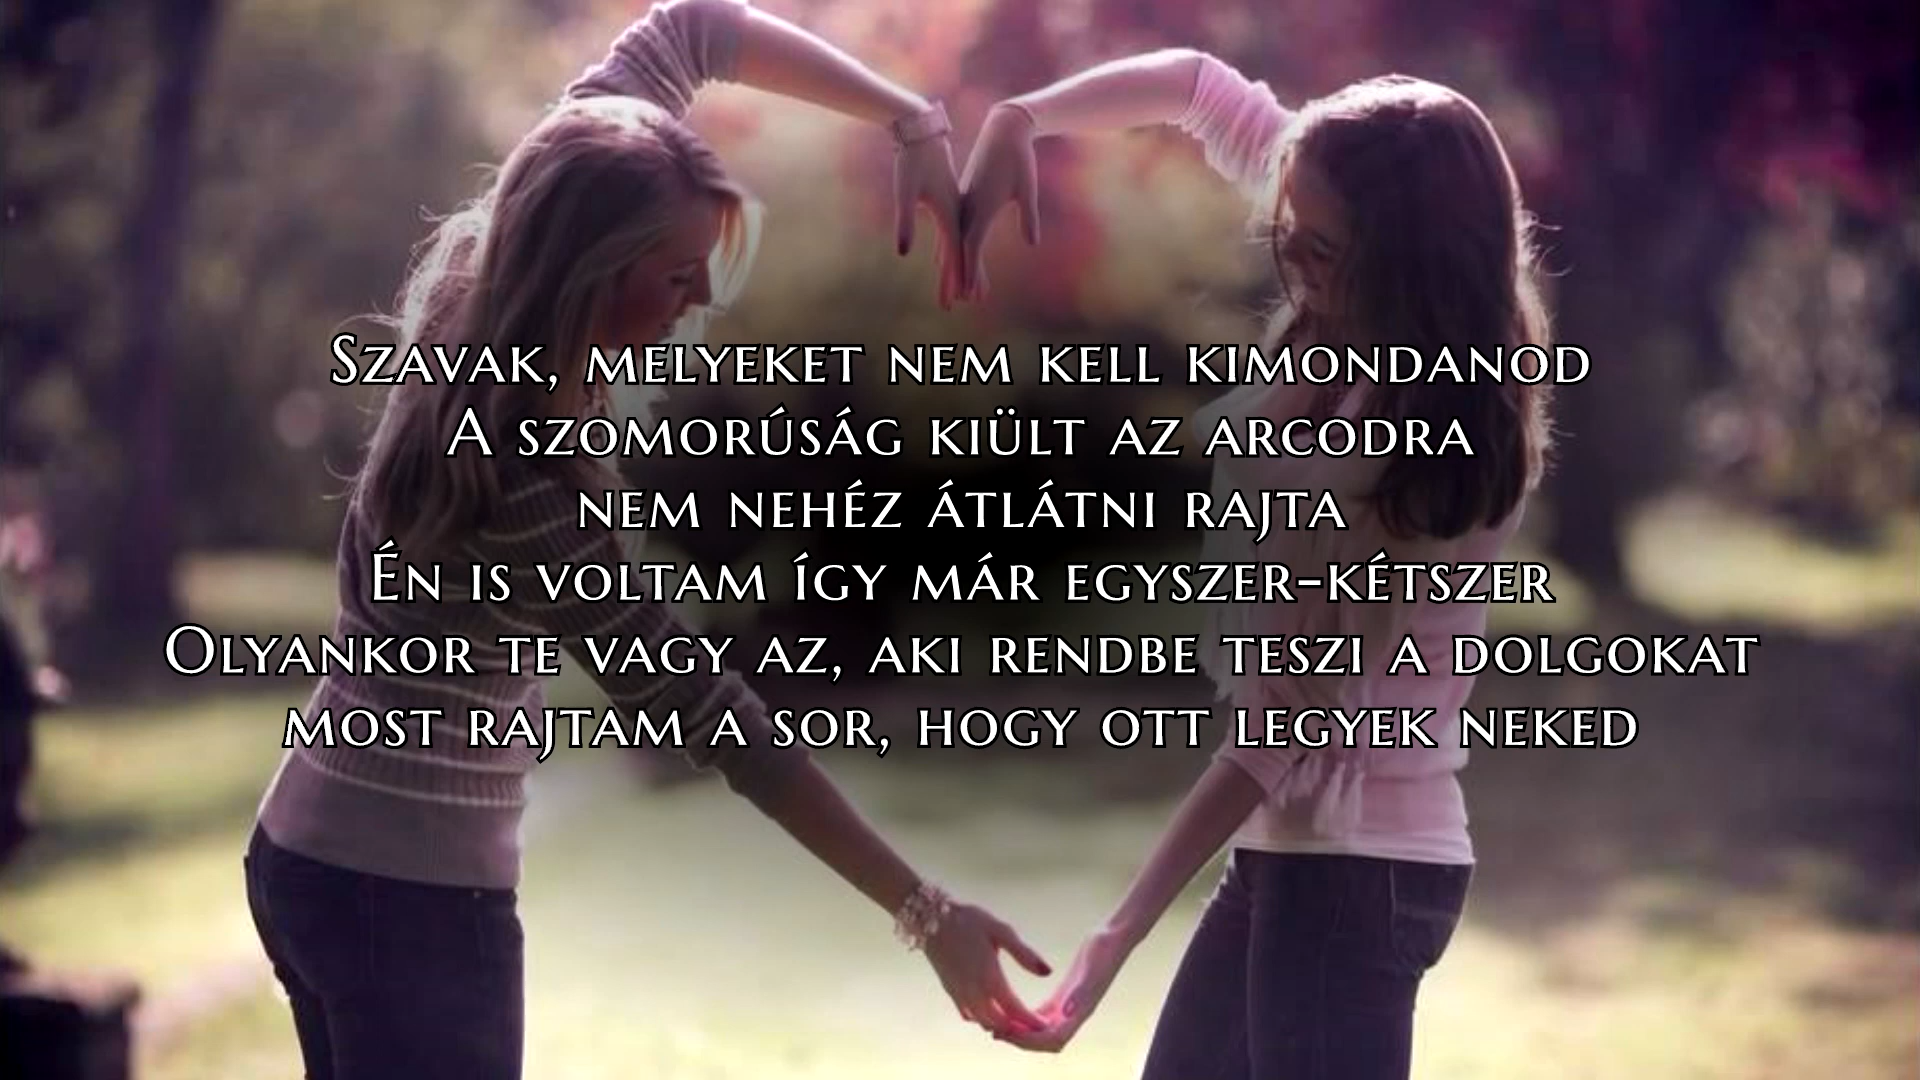 Szavak, melyeket nem kell kimondanod
A szomorúság kiült az arcodra
nem nehéz átlátni rajta
Én is voltam így már egyszer-kétszer
Olyankor te vagy az, aki rendbe teszi a dolgokat
most rajtam a sor, hogy ott legyek neked